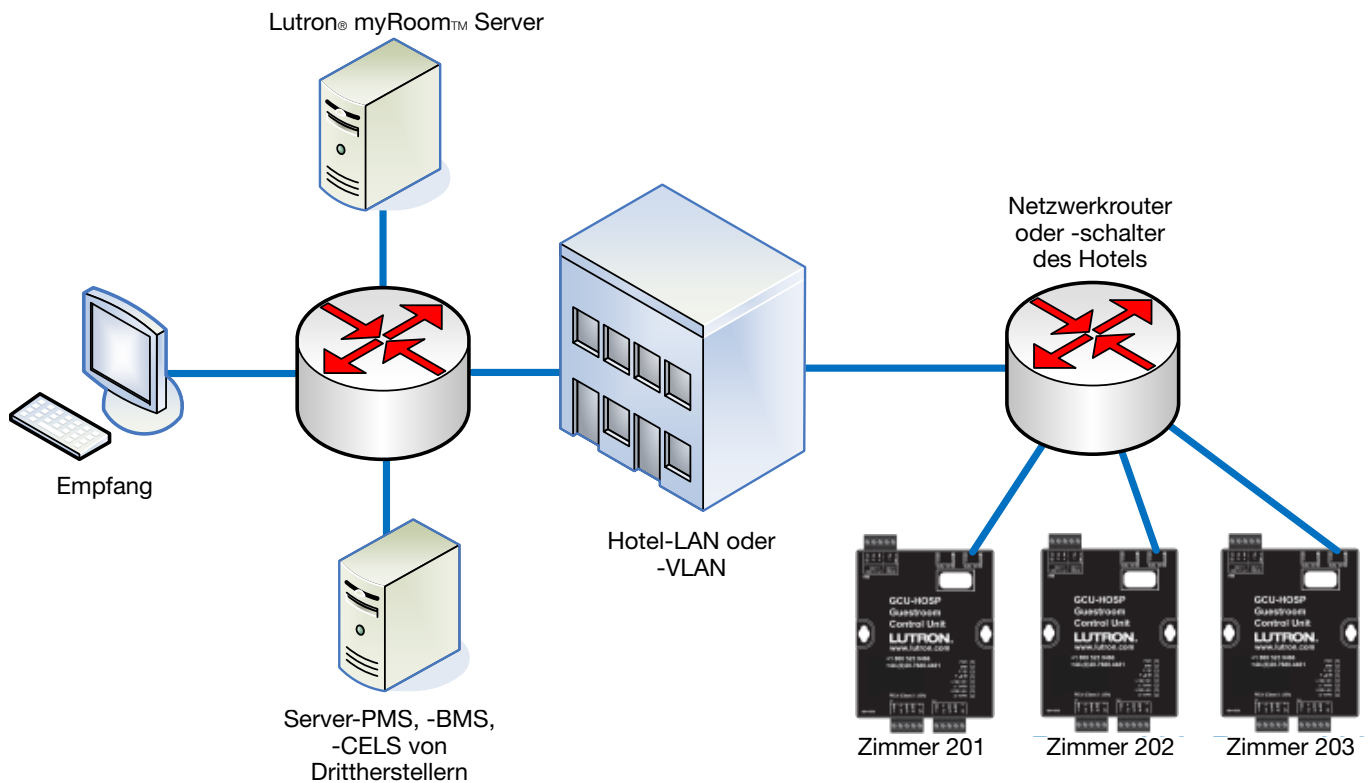 Lutron® myRoom™ Server
Netzwerkrouter
oder -schalter
des Hotels
Empfang
Hotel-LAN oder
-VLAN
Server-PMS, -BMS,
-CELS von
Drittherstellern
GCU-HOSP
Guestroom
Control Unit
LUTRON.
www.lutron.com
Zimmer 201
GCU-HOSP
Guestroom
Control Unit
LUTRON.
www.lutron.com
Zimmer 202
GCU-HOSP
Guestroom
Control Unit
LUTRON.
www.lutron.com
Zimmer 203